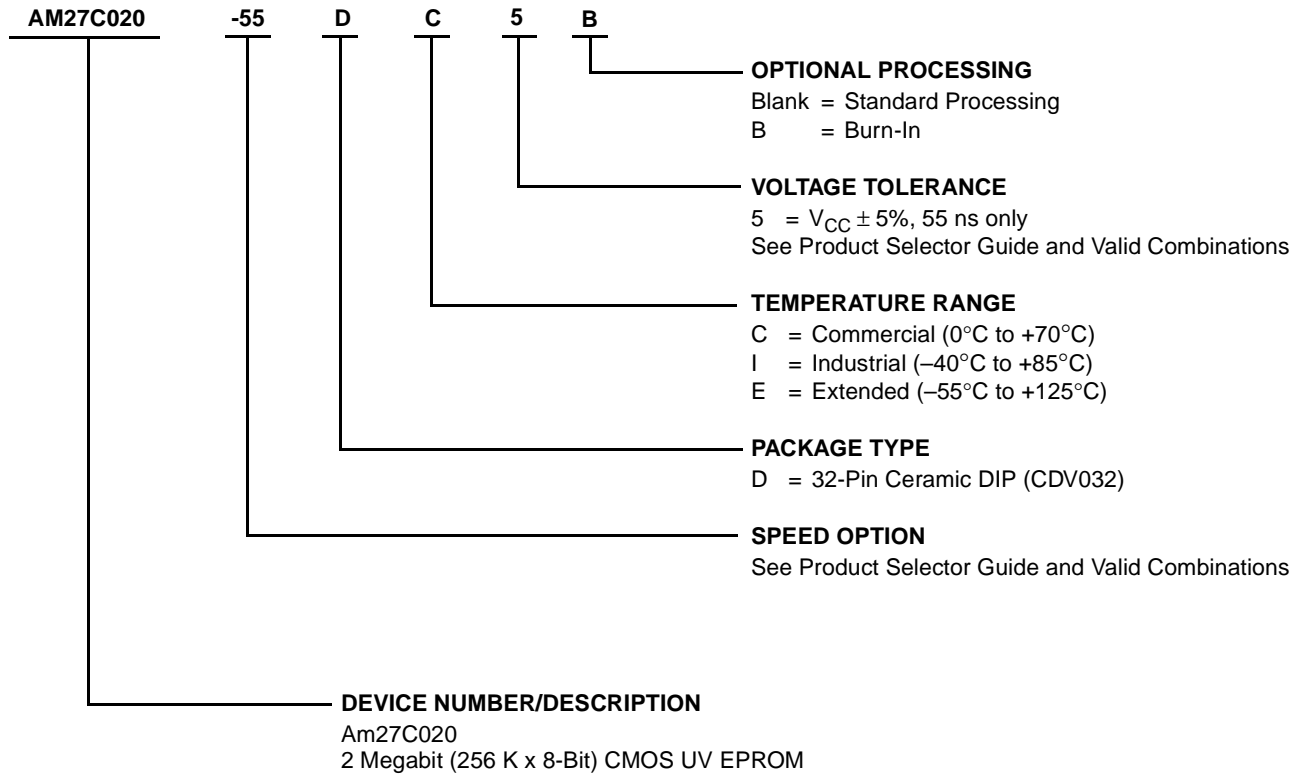 AM27C020 -55 D C 5 B
OPTIONAL PROCESSING
Blank = Standard Processing
B = Burn-In
VOLTAGE TOLERANCE
5 = VCC ± 5%, 55 ns only
See Product Selector Guide and Valid Combinations
TEMPERATURE RANGE
C = Commercial (0°C to +70°C)
I = Industrial (–40°C to +85°C)
E = Extended (–55°C to +125°C)
PACKAGE TYPE
D = 32-Pin Ceramic DIP (CDV032)
SPEED OPTION
See Product Selector Guide and Valid Combinations
DEVICE NUMBER/DESCRIPTION
Am27C020
2 Megabit (256 K x 8-Bit) CMOS UV EPROM